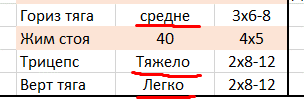 Гориз тяга средне 3х6-8
Жим стоя 40 4х5
Трицепс Тяжело 2х8-12
Верт тяга Легко 2х8-12